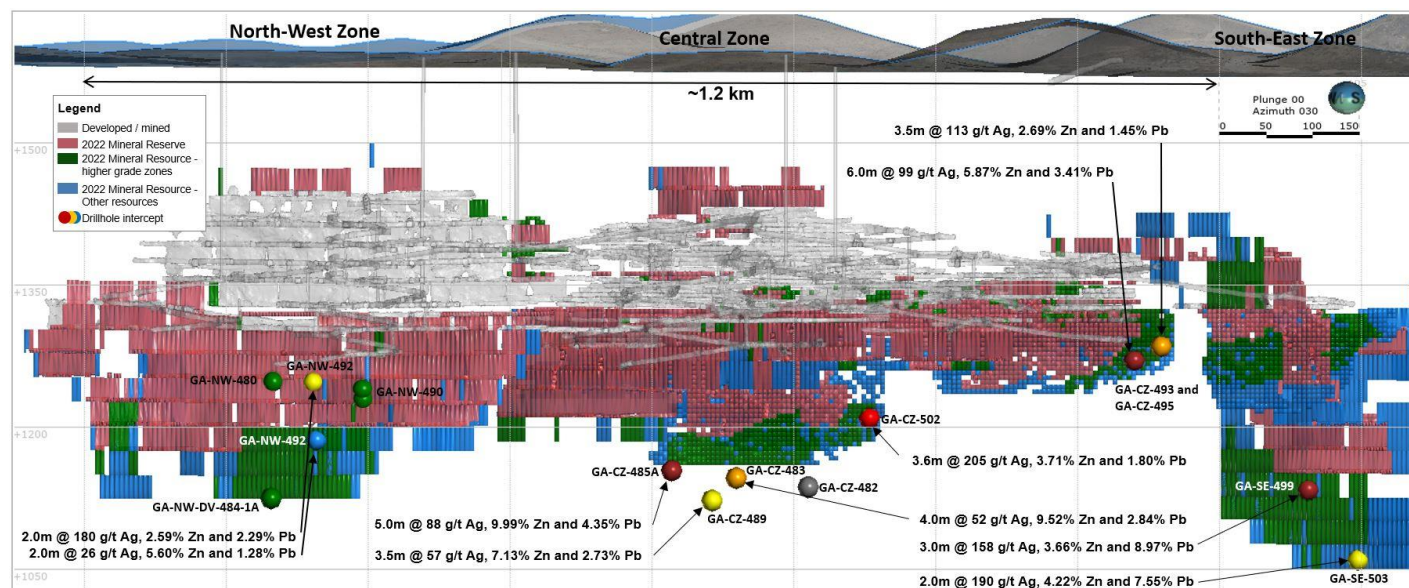 North-West Zone
Central Zone
South-East Zone
~1.2 km
Legend
Developed / mined
2022 Mineral Reserve
2022 Mineral Resource -
higher grade zones
2022 Mineral Resource -
Other resources
Drillhole intercept
Plunge 00
Azimuth 030
0 50 100 150
3.5m @ 113 g/t Ag, 2.69% Zn and 1.45% Pb
+1500
6.0m @ 99 g/t Ag, 5.87% Zn and 3.41% Pb
+1350
GA-NW-492
GA-NW-480
GA-NW-490
GA-CZ-493 and
GA-CZ-495
GA-CZ-502
+1200
GA-NW-492
3.6m @ 205 g/t Ag, 3.71% Zn and 1.80% Pb
GA-CZ-485A
GA-CZ-483
GA-CZ-482
GA-SE-499
GA-NW-DV-484-1A
GA-CZ-489
5.0m @ 88 g/t Ag, 9.99% Zn and 4.35% Pb
4.0m @ 52 g/t Ag, 9.52% Zn and 2.84% Pb
2.0m @ 180 g/t Ag, 2.59% Zn and 2.29% Pb
2.0m @ 26 g/t Ag, 5.60% Zn and 1.28% Pb
3.5m @ 57 g/t Ag, 7.13% Zn and 2.73% Pb
3.0m @ 158 g/t Ag, 3.66% Zn and 8.97% Pb
+1050
2.0m @ 190 g/t Ag, 4.22% Zn and 7.55% Pb
GA-SE-503